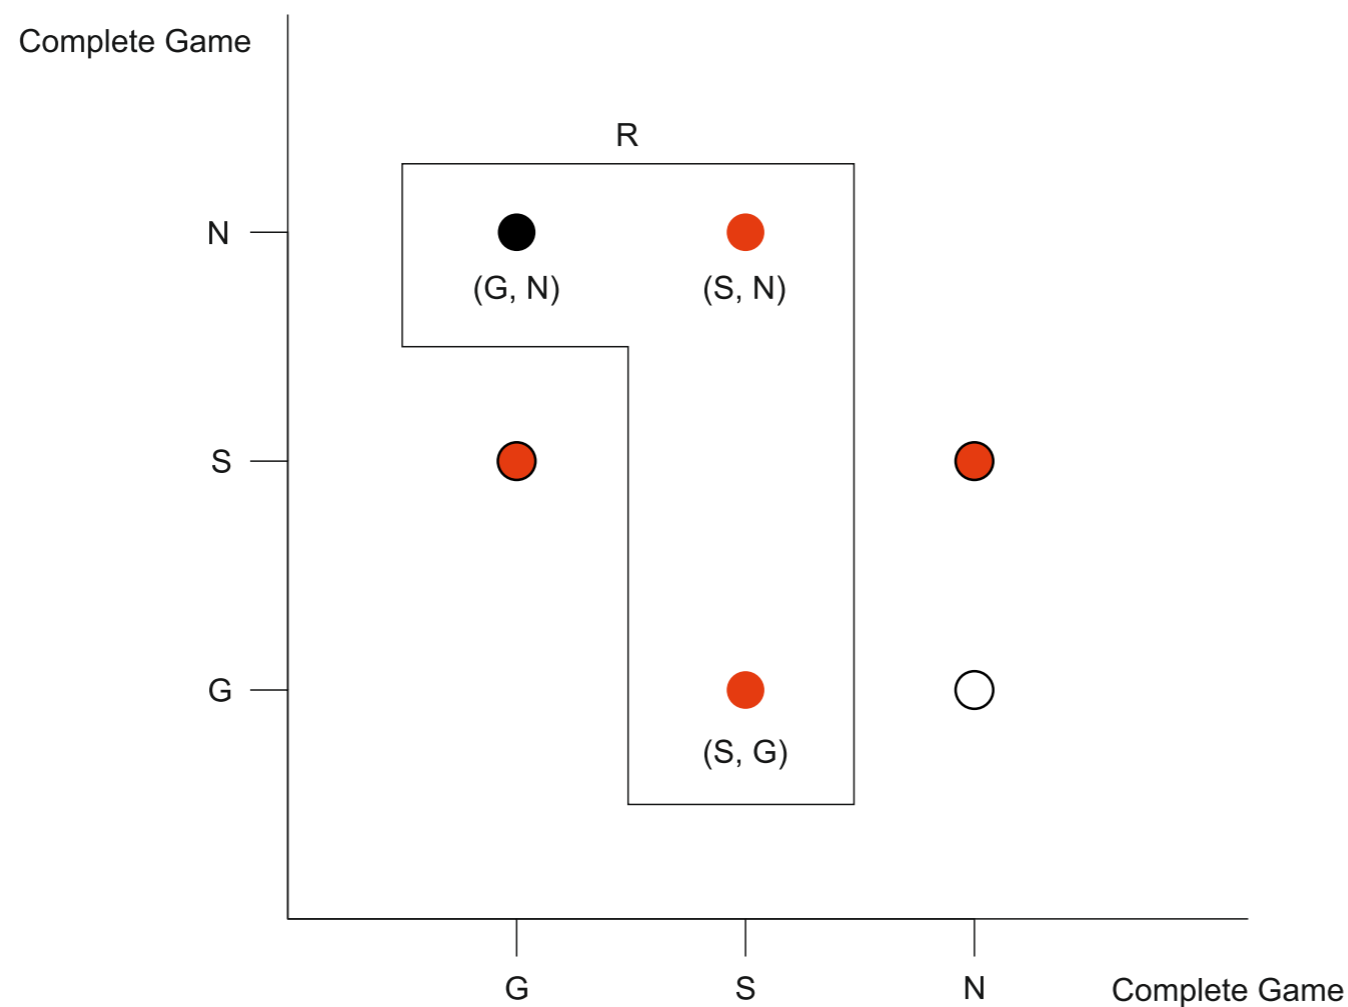 Complete Game
R
N
(G, N)
(S, N)
S
G
(S, G)
G
S
N
Complete Game